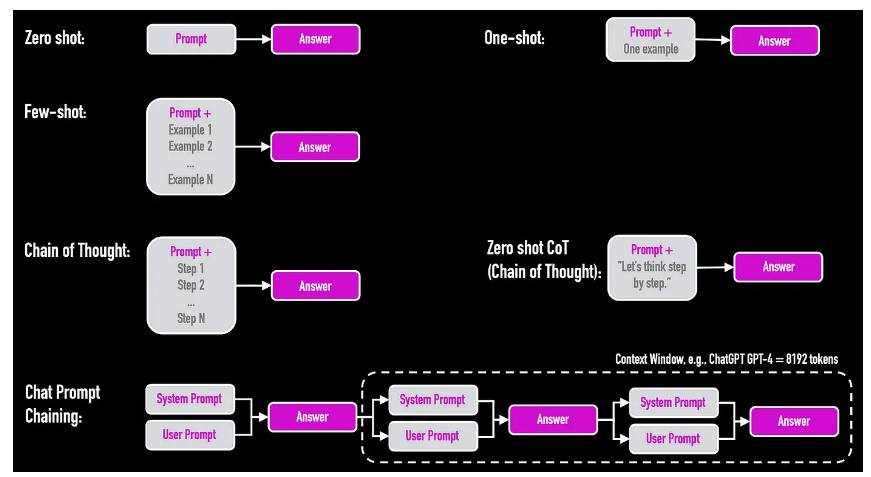 Zero shot:
Prompt
Answer
One-shot:
Prompt +
One example
Answer
Few-shot:
Prompt +
Example 1
Example 2
...
Example N
Answer
Chain of Thought:
Prompt +
Step 1
Step 2
...
Step N
Answer
Zero shot CoT
(Chain of Thought):
Prompt +
"Let's think step
by step."
Answer
Context Window, e.g., ChatGPT GPT-4 = 8192 tokens
Chat Prompt
Chaining:
System Prompt
User Prompt
Answer
System Prompt
User Prompt
Answer
System Prompt
User Prompt
Answer